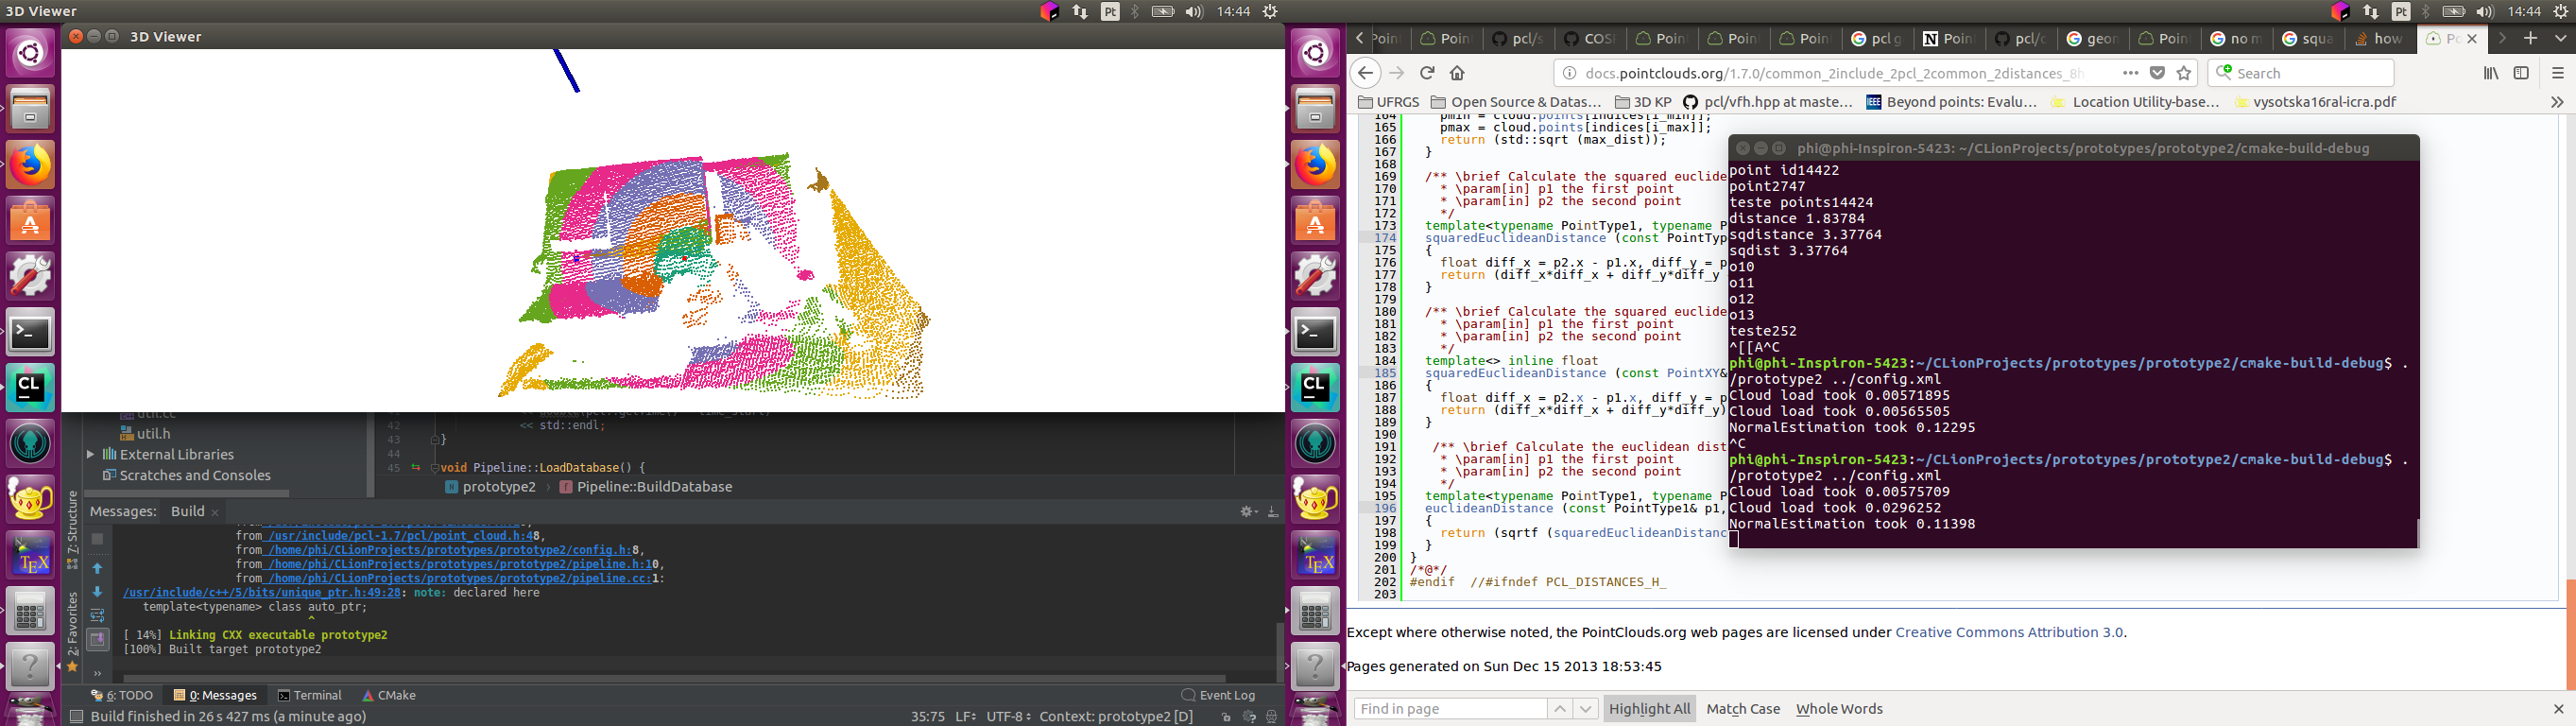 3D Viewer
Pt
14:44
3D Viewer
CL
TEX
util.cc
util.h
External Libraries
Scratches and Consoles
42
43
44
45
<< std::endl;
}
void Pipeline::LoadDatabase() {
prototype2 › Pipeline::BuildDatabase
Messages: Build ×
7: Structure
2: Favorites
from /usr/include/pcl-1.7/pcl/point_cloud.h:48,
from /home/phi/CLionProjects/prototypes/prototype2/config.h:8,
from /home/phi/CLionProjects/prototypes/prototype2/pipeline.h:10,
from /home/phi/CLionProjects/prototypes/prototype2/pipeline.cc:1:
/usr/include/c++/5/bits/unique_ptr.h:49:28: note: declared here
template<typename> class auto_ptr;
^
[ 14%] Linking CXX executable prototype2
[100%] Built target prototype2
6: TODO
0: Messages
Terminal
CMake
Event Log
Build finished in 26 s 427 ms (a minute ago)
35:75 LF÷ UTF-8÷ Context: prototype2 [D]
Pt
14:44
CL
TEX
Poin
pcl/s
COSI
Poin
Poin
Poin
pcl g
Poin
pcl/c
geon
Poin
no m
squa
how
docs.pointclouds.org/1.7.0/common_2include_2pcl_2common_2distances_8h
Search
UFRGS
Open Source & Datas…
3D KP
pcl/vfh.hpp at maste…
IEEE Beyond points: Evalu…
Location Utility-base…
vysotska16ral-icra.pdf
164 pmin = cloud.points[indices[i_min]];
165 pmax = cloud.points[indices[i_max]];
166 return (std::sqrt (max_dist));
167 }
168
169 /** \brief Calculate the squared euclide
170 * \param[in] p1 the first point
171 * \param[in] p2 the second point
172 */
173 template<typename PointType1, typename P
174 squaredEuclideanDistance (const PointTyp
175 {
176 float diff_x = p2.x - p1.x, diff_y = p
177 return (diff_x*diff_x + diff_y*diff_y
178 }
179
180 /** \brief Calculate the squared euclide
181 * \param[in] p1 the first point
182 * \param[in] p2 the second point
183 */
184 template<> inline float
185 squaredEuclideanDistance (const PointXY&
186 {
187 float diff_x = p2.x - p1.x, diff_y = p
188 return (diff_x*diff_x + diff_y*diff_y)
189 }
190
191 /** \brief Calculate the euclidean dist
192 * \param[in] p1 the first point
193 * \param[in] p2 the second point
194 */
195 template<typename PointType1, typename P
196 euclideanDistance (const PointType1& p1,
197 {
198 return (sqrtf (squaredEuclideanDistanc
199 }
200 }
201 /*@*/
202 #endif //#ifndef PCL_DISTANCES_H_
203
phi@phi-Inspiron-5423: ~/CLionProjects/prototypes/prototype2/cmake-build-debug
point id14422
point2747
teste points14424
distance 1.83784
sqdistance 3.37764
sqdist 3.37764
o10
o11
o12
o13
teste252
^[[A^C
phi@phi-Inspiron-5423:~/CLionProjects/prototypes/prototype2/cmake-build-debug$ .
/prototype2 ../config.xml
Cloud load took 0.00571895
Cloud load took 0.00565505
NormalEstimation took 0.12295
^C
phi@phi-Inspiron-5423:~/CLionProjects/prototypes/prototype2/cmake-build-debug$ .
/prototype2 ../config.xml
Cloud load took 0.00575709
Cloud load took 0.0296252
NormalEstimation took 0.11398
Except where otherwise noted, the PointClouds.org web pages are licensed under Creative Commons Attribution 3.0.
Pages generated on Sun Dec 15 2013 18:53:45
Find in page
Highlight All
Match Case
Whole Words